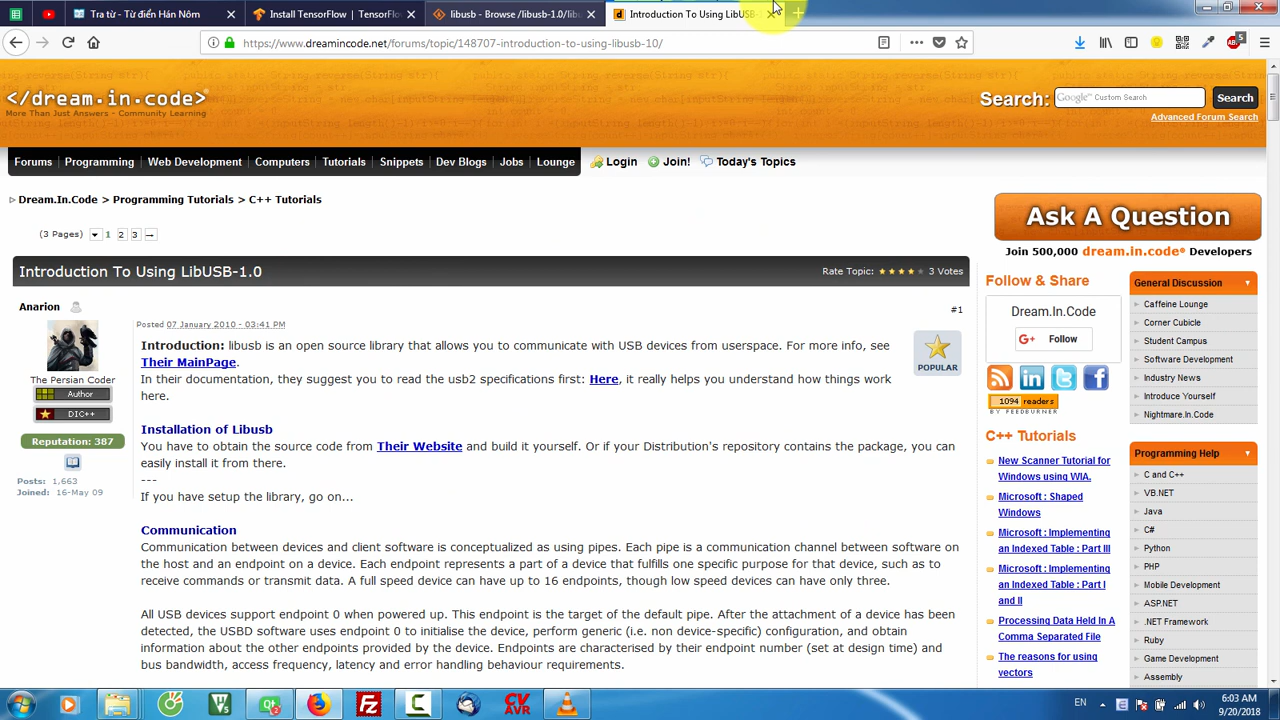 Tra từ - Từ điển Hán Nôm
Install TensorFlow | TensorFl
libusb - Browse /libusb-1.0/libu
Introduction To Using LibUSB-
https://www.dreamincode.net/forums/topic/148707-introduction-to-using-libusb-10/
5
</dream.in.code>
More Than Just Answers - Community Learning
Search:
Google Custom Search
Search
Advanced Forum Search
Forums Programming Web Development Computers Tutorials Snippets Dev Blogs Jobs Lounge
Login Join! Today's Topics
Dream.In.Code > Programming Tutorials > C++ Tutorials
(3 Pages) 1 2 3
Ask A Question
Join 500,000 dream.in.code® Developers
Introduction To Using LibUSB-1.0
Rate Topic: 3 Votes
Anarion
#1
The Persian Coder
Author
DIC++
Reputation: 387
Posts: 1,663
Joined: 16-May 09
Posted 07 January 2010 - 03:41 PM
POPULAR
Introduction: libusb is an open source library that allows you to communicate with USB devices from userspace. For more info, see
Their MainPage.
In their documentation, they suggest you to read the usb2 specifications first: Here, it really helps you understand how things work
here.
Installation of Libusb
You have to obtain the source code from Their Website and build it yourself. Or if your Distribution's repository contains the package, you can
easily install it from there.
---
If you have setup the library, go on...
Communication
Communication between devices and client software is conceptualized as using pipes. Each pipe is a communication channel between software on
the host and an endpoint on a device. Each endpoint represents a part of a device that fulfills one specific purpose for that device, such as to
receive commands or transmit data. A full speed device can have up to 16 endpoints, though low speed devices can have only three.
All USB devices support endpoint 0 when powered up. This endpoint is the target of the default pipe. After the attachment of a device has been
detected, the USBD software uses endpoint 0 to initialise the device, perform generic (i.e. non device-specific) configuration, and obtain
information about the other endpoints provided by the device. Endpoints are characterised by their endpoint number (set at design time) and
bus bandwidth, access frequency, latency and error handling behaviour requirements.
Follow & Share
Dream.In.Code
G+ Follow
1094 readers
BY FEEDBURNER
C++ Tutorials
New Scanner Tutorial for
Windows using WIA.
Microsoft : Shaped
Windows
Microsoft : Implementing
an Indexed Table : Part III
Microsoft : Implementing
an Indexed Table : Part I
and II
Processing Data Held In A
Comma Separated File
The reasons for using
vectors
General Discussion
Caffeine Lounge
Corner Cubicle
Student Campus
Software Development
Industry News
Introduce Yourself
Nightmare.In.Code
Programming Help
C and C++
VB.NET
Java
C#
Python
PHP
Mobile Development
ASP.NET
.NET Framework
Ruby
Game Development
Assembly
CV
AVR
EN
6:03 AM
9/20/2018